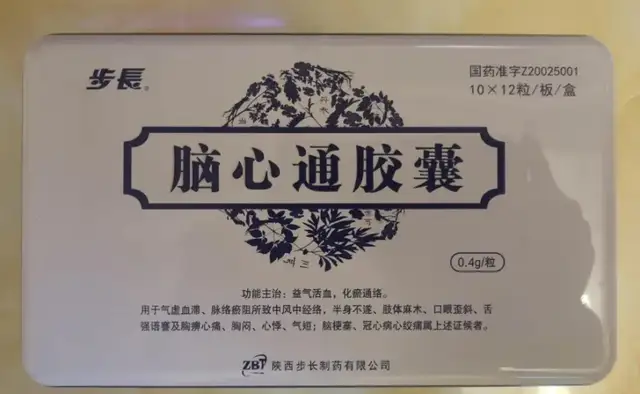 步長®
国药准字Z20025001
10×12粒/板/盒
脑心通胶囊
0.4g/粒
功能主治：益气活血，化瘀通络。
用于气虚血滞、脉络瘀阻所致中风中经络，半身不遂、肢体麻木、口眼歪斜、舌
强语謇及胸痹心痛、胸闷、心悸、气短；脑梗塞、冠心病心绞痛属上述证候者。
ZBT 陕西步长制药有限公司